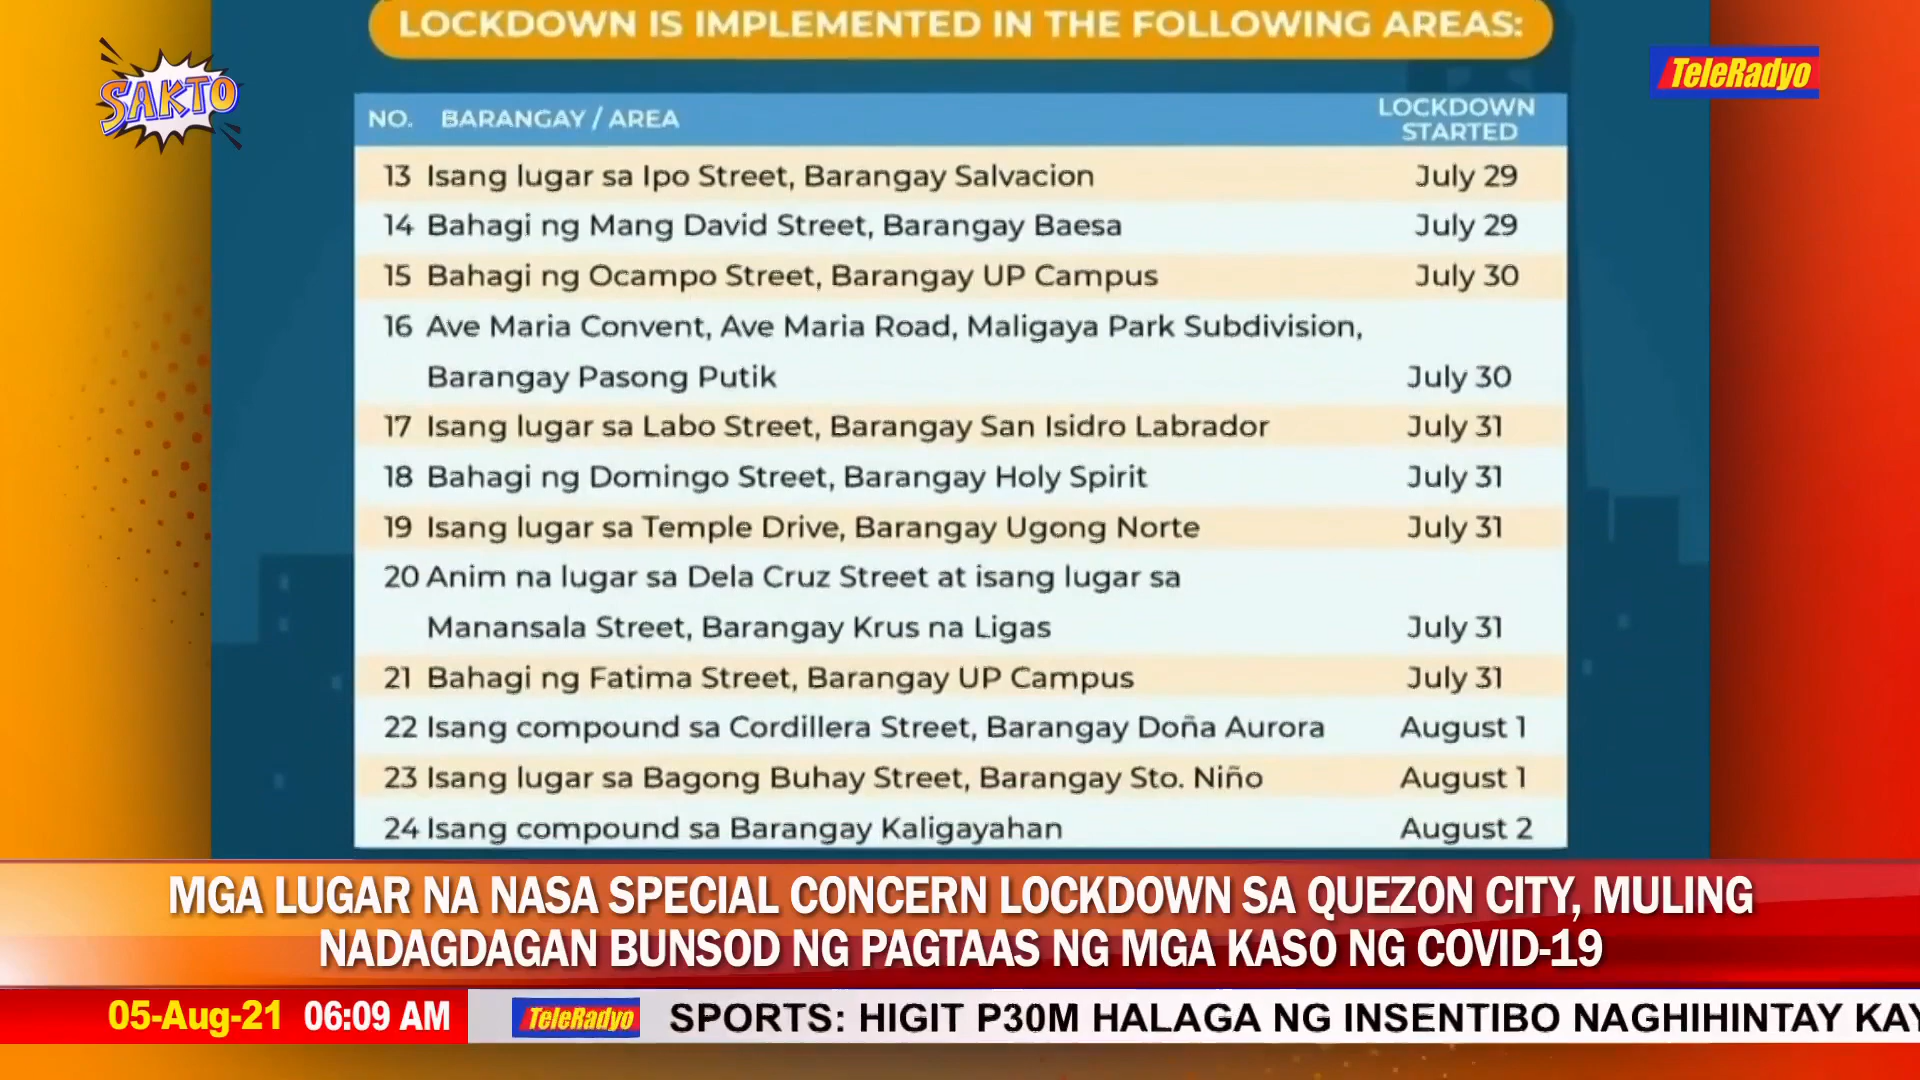 LOCKDOWN IS IMPLEMENTED IN THE FOLLOWING AREAS:
SAKTO
TeleRadyo
NO. BARANGAY / AREA LOCKDOWN STARTED
13 Isang lugar sa Ipo Street, Barangay Salvacion July 29
14 Bahagi ng Mang David Street, Barangay Baesa July 29
15 Bahagi ng Ocampo Street, Barangay UP Campus July 30
16 Ave Maria Convent, Ave Maria Road, Maligaya Park Subdivision,
Barangay Pasong Putik July 30
17 Isang lugar sa Labo Street, Barangay San Isidro Labrador July 31
18 Bahagi ng Domingo Street, Barangay Holy Spirit July 31
19 Isang lugar sa Temple Drive, Barangay Ugong Norte July 31
20 Anim na lugar sa Dela Cruz Street at isang lugar sa
Manansala Street, Barangay Krus na Ligas July 31
21 Bahagi ng Fatima Street, Barangay UP Campus July 31
22 Isang compound sa Cordillera Street, Barangay Doña Aurora August 1
23 Isang lugar sa Bagong Buhay Street, Barangay Sto. Niño August 1
24 Isang compound sa Barangay Kaligayahan August 2
MGA LUGAR NA NASA SPECIAL CONCERN LOCKDOWN SA QUEZON CITY, MULING
NADAGDAGAN BUNSOD NG PAGTAAS NG MGA KASO NG COVID-19
05-Aug-21 06:09 AM TeleRadyo SPORTS: HIGIT P30M HALAGA NG INSENTIBO NAGHIHINTAY KAY